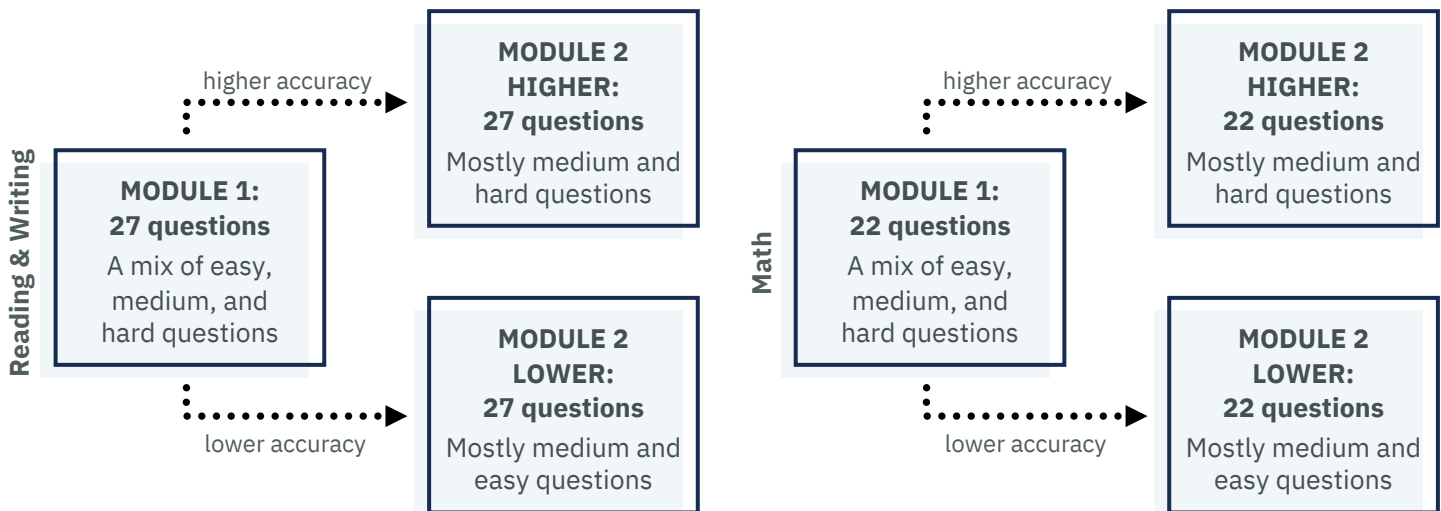 Reading & Writing
MODULE 1:
27 questions
A mix of easy,
medium, and
hard questions
higher accuracy
MODULE 2
HIGHER:
27 questions
Mostly medium and
hard questions
lower accuracy
MODULE 2
LOWER:
27 questions
Mostly medium and
easy questions
Math
MODULE 1:
22 questions
A mix of easy,
medium, and
hard questions
higher accuracy
MODULE 2
HIGHER:
22 questions
Mostly medium and
hard questions
lower accuracy
MODULE 2
LOWER:
22 questions
Mostly medium and
easy questions